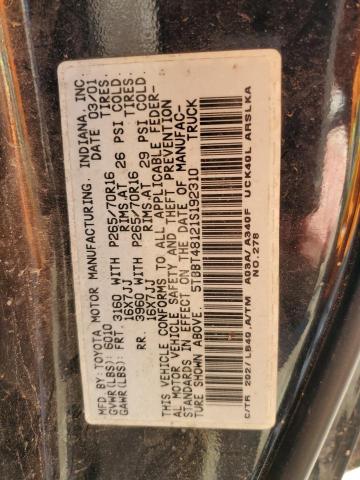 MFD.BY:TOYOTA MOTOR MANUFACTURING. INDIANA,INC.
GVWR(LBS): 6010 DATE 03/01
GAWR(LBS): FRT. 3160 WITH P265/70R16 TIRES.
16X7JJ RIMS.AT 26 PSI COLD.
RR. 2960 WITH P265/70R16 TIRES.
16X7JJ RIMS.AT 29 PSI COLD.
THIS VEHICLE CONFORMS TO ALL APPLICABLE FEDER-
AL MOTOR VEHICLE SAFETY AND THEFT PREVENTION
STANDARDS IN EFFECT ON THE DATE OF MANUFAC-
TURE SHOWN ABOVE. 5TBBT48121S192310 TRUCK
C/TR 202/LB49 A/TM A03A/A340F UCK40L ARSLKA
NO.278